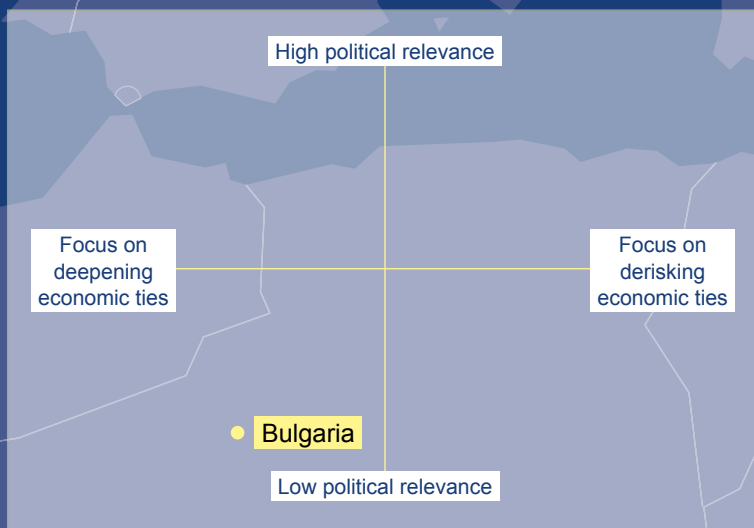 High political relevance
Focus on
deepening
economic ties
Focus on
derisking
economic ties
Bulgaria
Low political relevance